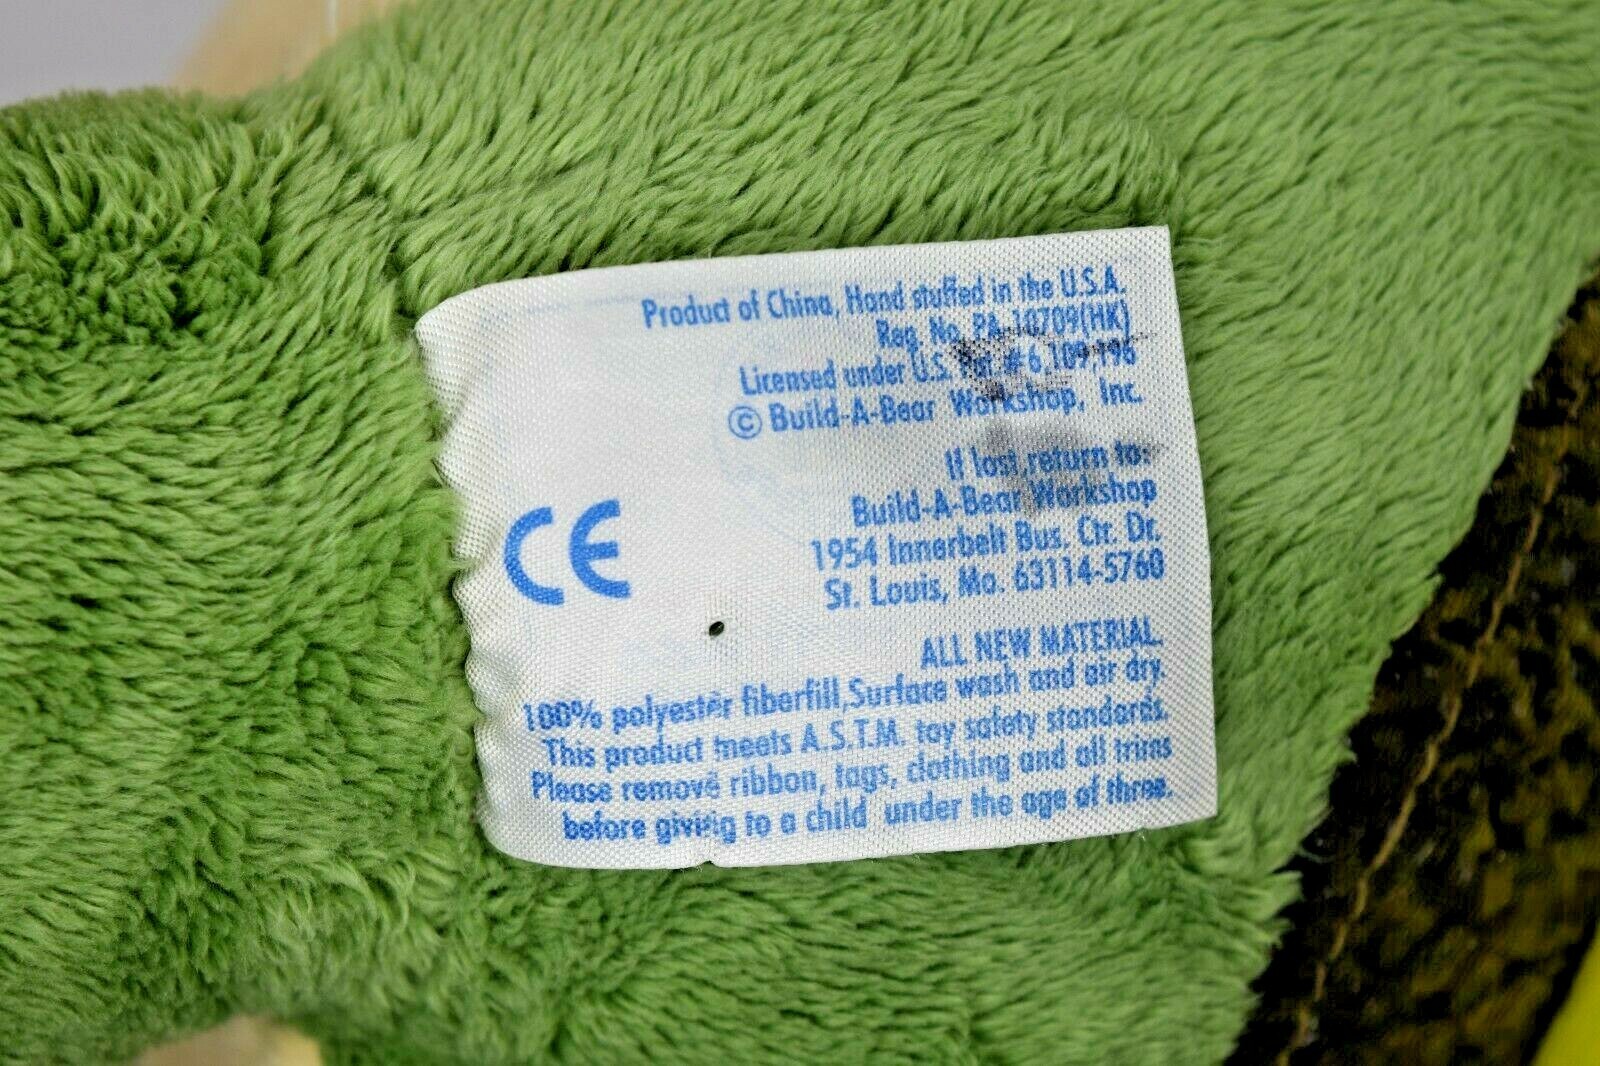 Product of China, Hand stuffed in the U.S.A.
Reg. No. PA-10709(HK)
Licensed under U.S. Pat. # 6,109,196
© Build-A-Bear Workshop, Inc.
If lost return to:
Build-A-Bear Workshop
1954 Innerbelt Bus. Ctr. Dr.
St. Louis, Mo. 63114-5760
CE
ALL NEW MATERIAL.
100% polyester fiberfill,Surface wash and air dry.
This product meets A.S.T.M. toy safety standards.
Please remove ribbon, tags, clothing and all trims
before giving to a child under the age of three.